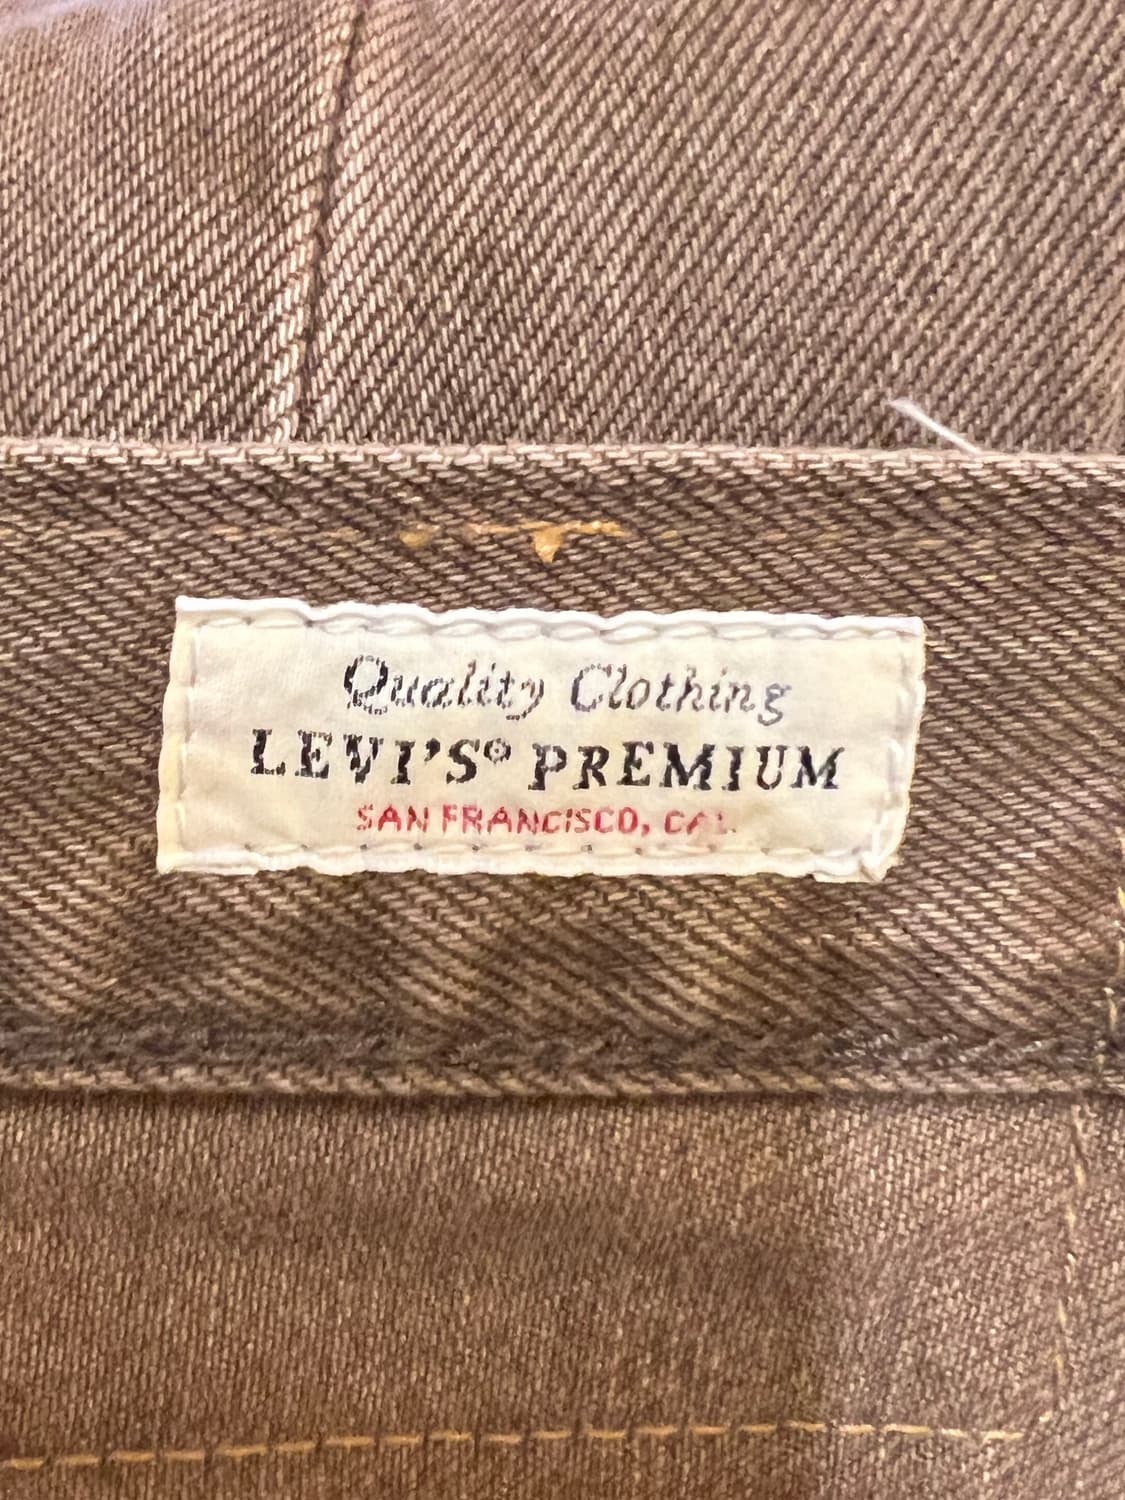 Quality Clothing
LEVI'S® PREMIUM
SAN FRANCISCO, CAL.